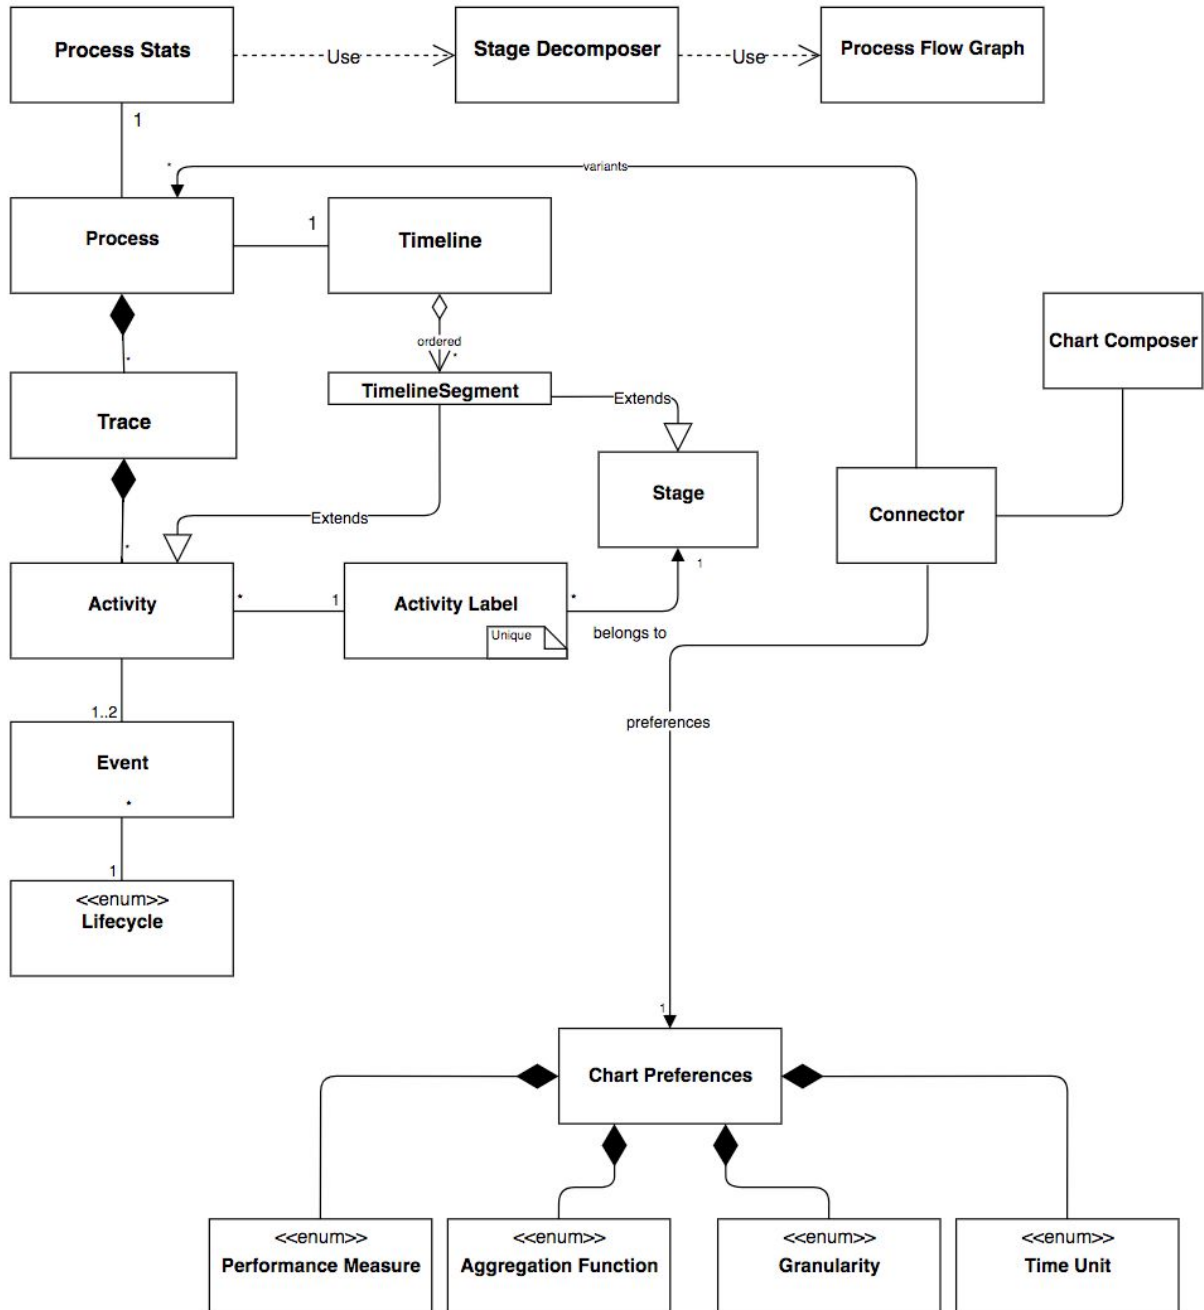 Process Stats
Use
Stage Decomposer
Use
Process Flow Graph
1
*
variants
Process
1
Timeline
ordered
*
*
TimelineSegment
Extends
Chart Composer
Trace
Stage
Connector
Extends
*
1
Activity
*
1
Activity Label
*
Unique
belongs to
1..2
preferences
Event
*
1
<<enum>>
Lifecycle
1
Chart Preferences
<<enum>>
Performance Measure
<<enum>>
Aggregation Function
<<enum>>
Granularity
<<enum>>
Time Unit